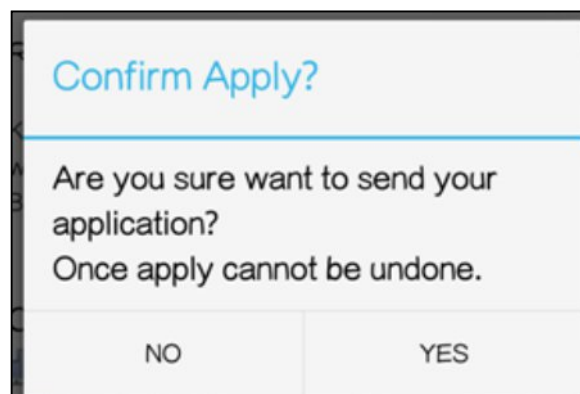 Confirm Apply?
Are you sure want to send your
application?
Once apply cannot be undone.
NO
YES